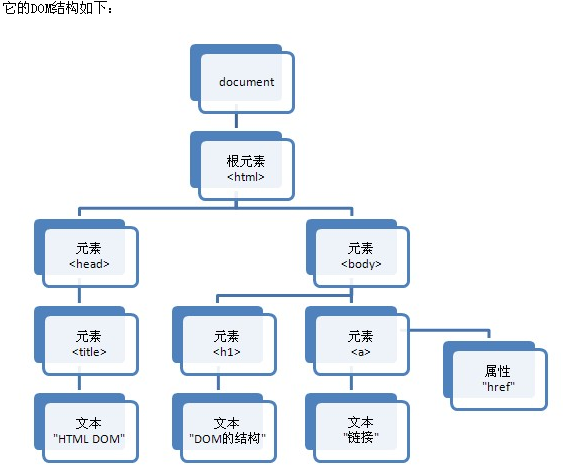 它的DOM结构如下：
document
根元素
<html>
元素
<head>
元素
<body>
元素
<title>
元素
<h1>
元素
<a>
属性
"href"
文本
"HTML DOM"
文本
"DOM的结构"
文本
"链接"